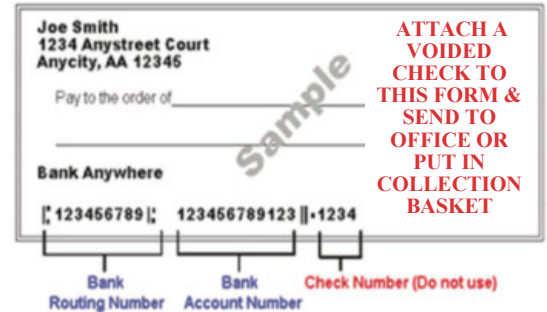 Joe Smith
1234 Anystreet Court
Anycity, AA 12345
Pay to the order of
Sample
Bank Anywhere
⑆123456789⑆ 123456789123⑈1234
ATTACH A
VOIDED
CHECK TO
THIS FORM &
SEND TO
OFFICE OR
PUT IN
COLLECTION
BASKET
Bank
Routing Number
Bank
Account Number
Check Number (Do not use)